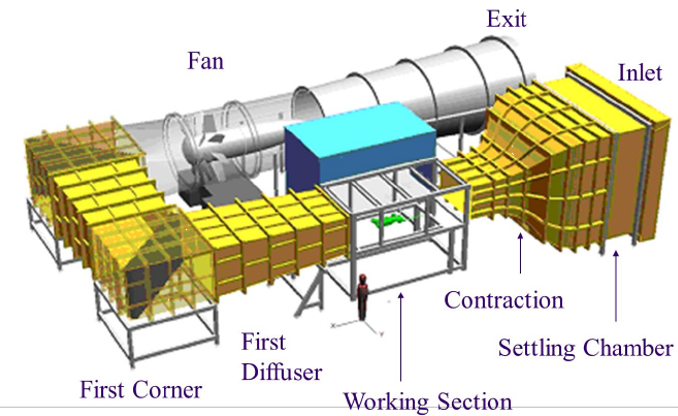 Exit
Fan
Inlet
Contraction
Settling Chamber
First
Diffuser
First Corner
Working Section
X
Y